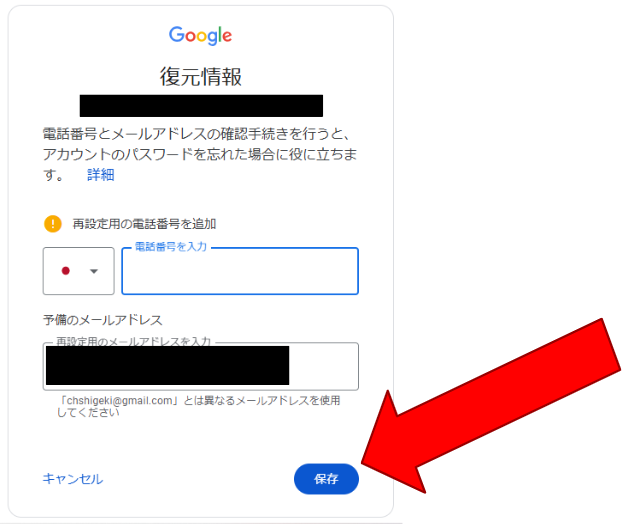 Google
復元情報
電話番号とメールアドレスの確認手続きを行うと、
アカウントのパスワードを忘れた場合に役に立ちま
す。 詳細
再設定用の電話番号を追加
電話番号を入力
予備のメールアドレス
再設定用のメールアドレスを入力
「chshigeki@gmail.com」とは異なるメールアドレスを使用
してください
キャンセル
保存